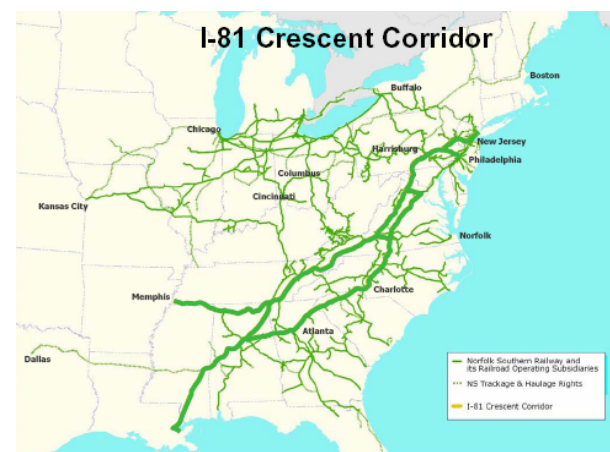 I-81 Crescent Corridor
Boston
Buffalo
Chicago
New Jersey
Harrisburg
Philadelphia
Columbus
Cincinnati
Kansas City
Norfolk
Memphis
Charlotte
Atlanta
Dallas
Norfolk Southern Railway and
its Railroad Operating Subsidiaries
NS Trackage & Haulage Rights
I-81 Crescent Corridor